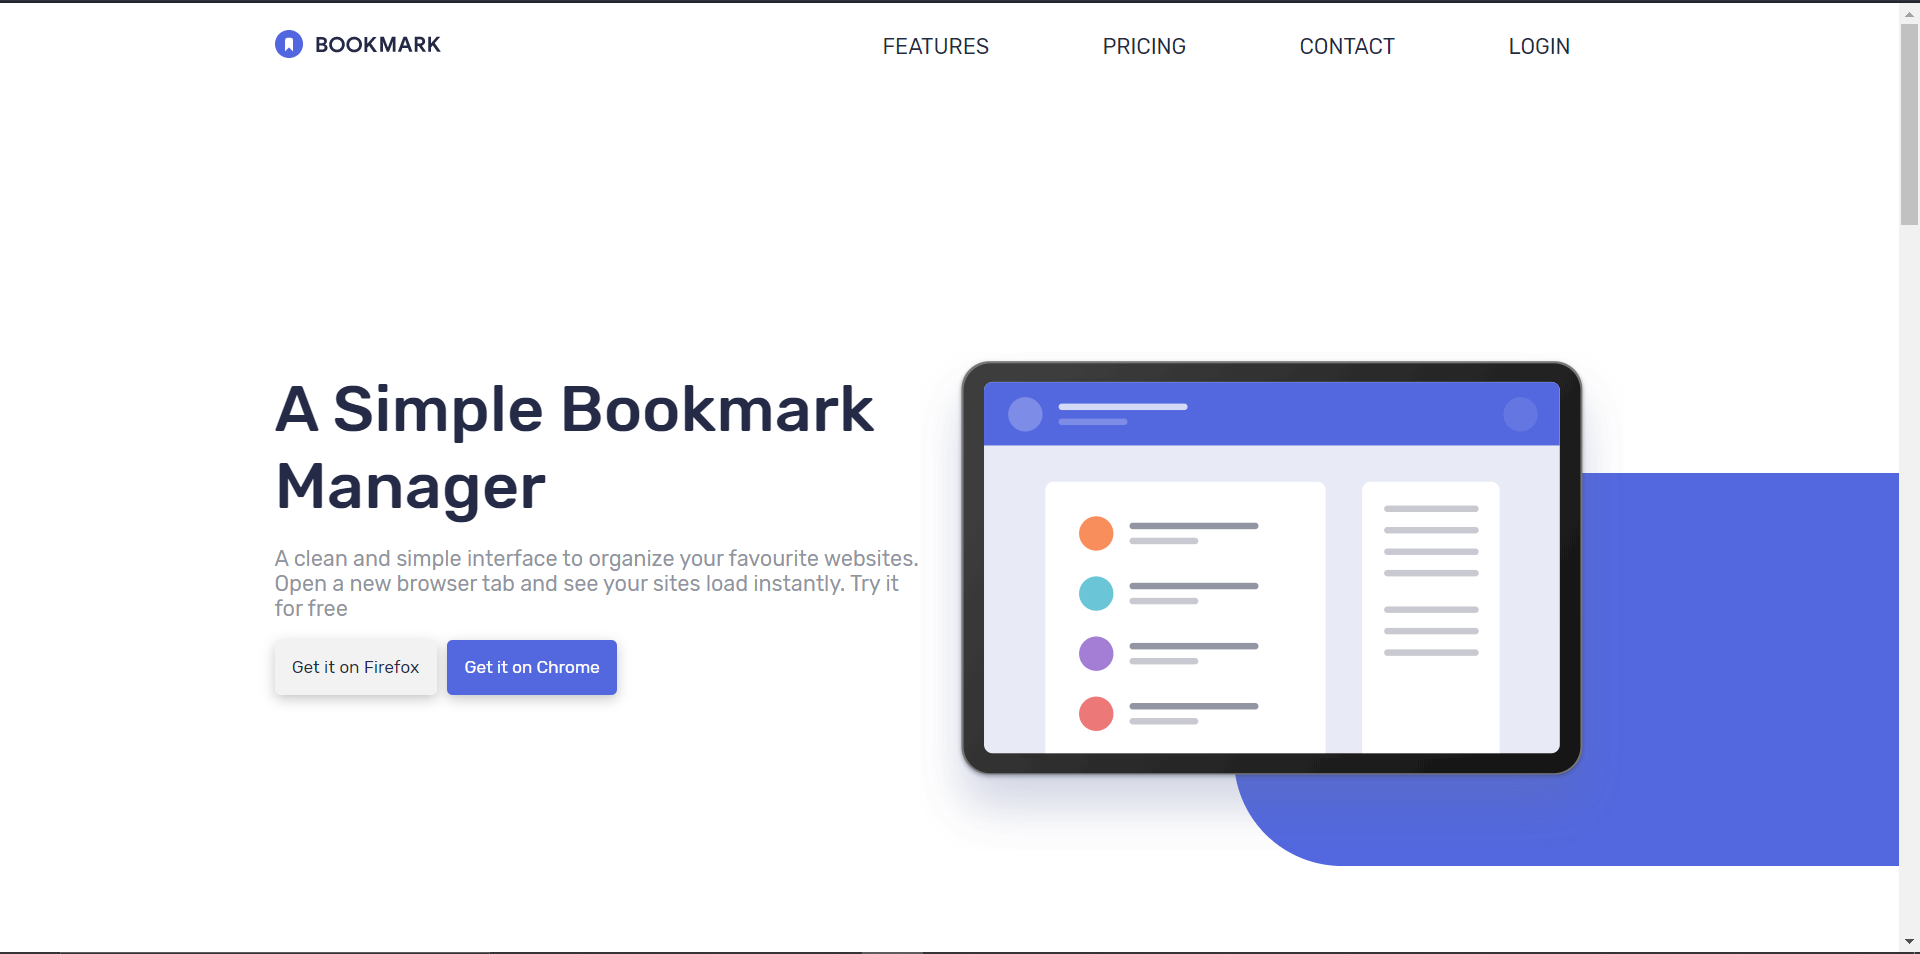 BOOKMARK
FEATURES PRICING CONTACT LOGIN
A Simple Bookmark
Manager
A clean and simple interface to organize your favourite websites.
Open a new browser tab and see your sites load instantly. Try it
for free
Get it on Firefox Get it on Chrome